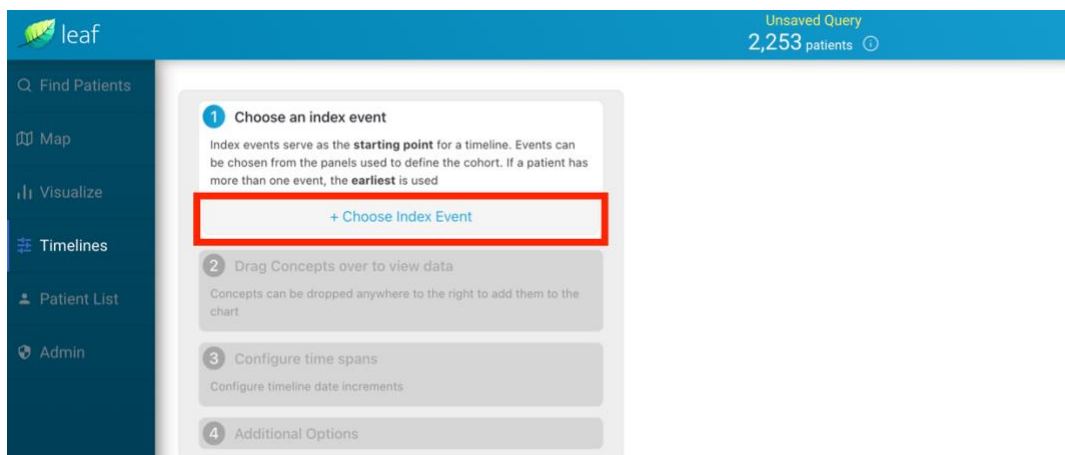 leaf
Unsaved Query
2,253 patients
Find Patients
Map
Visualize
Timelines
Patient List
Admin
1 Choose an index event
Index events serve as the starting point for a timeline. Events can
be chosen from the panels used to define the cohort. If a patient has
more than one event, the earliest is used
+ Choose Index Event
2 Drag Concepts over to view data
Concepts can be dropped anywhere to the right to add them to the
chart
3 Configure time spans
Configure timeline date increments
4 Additional Options